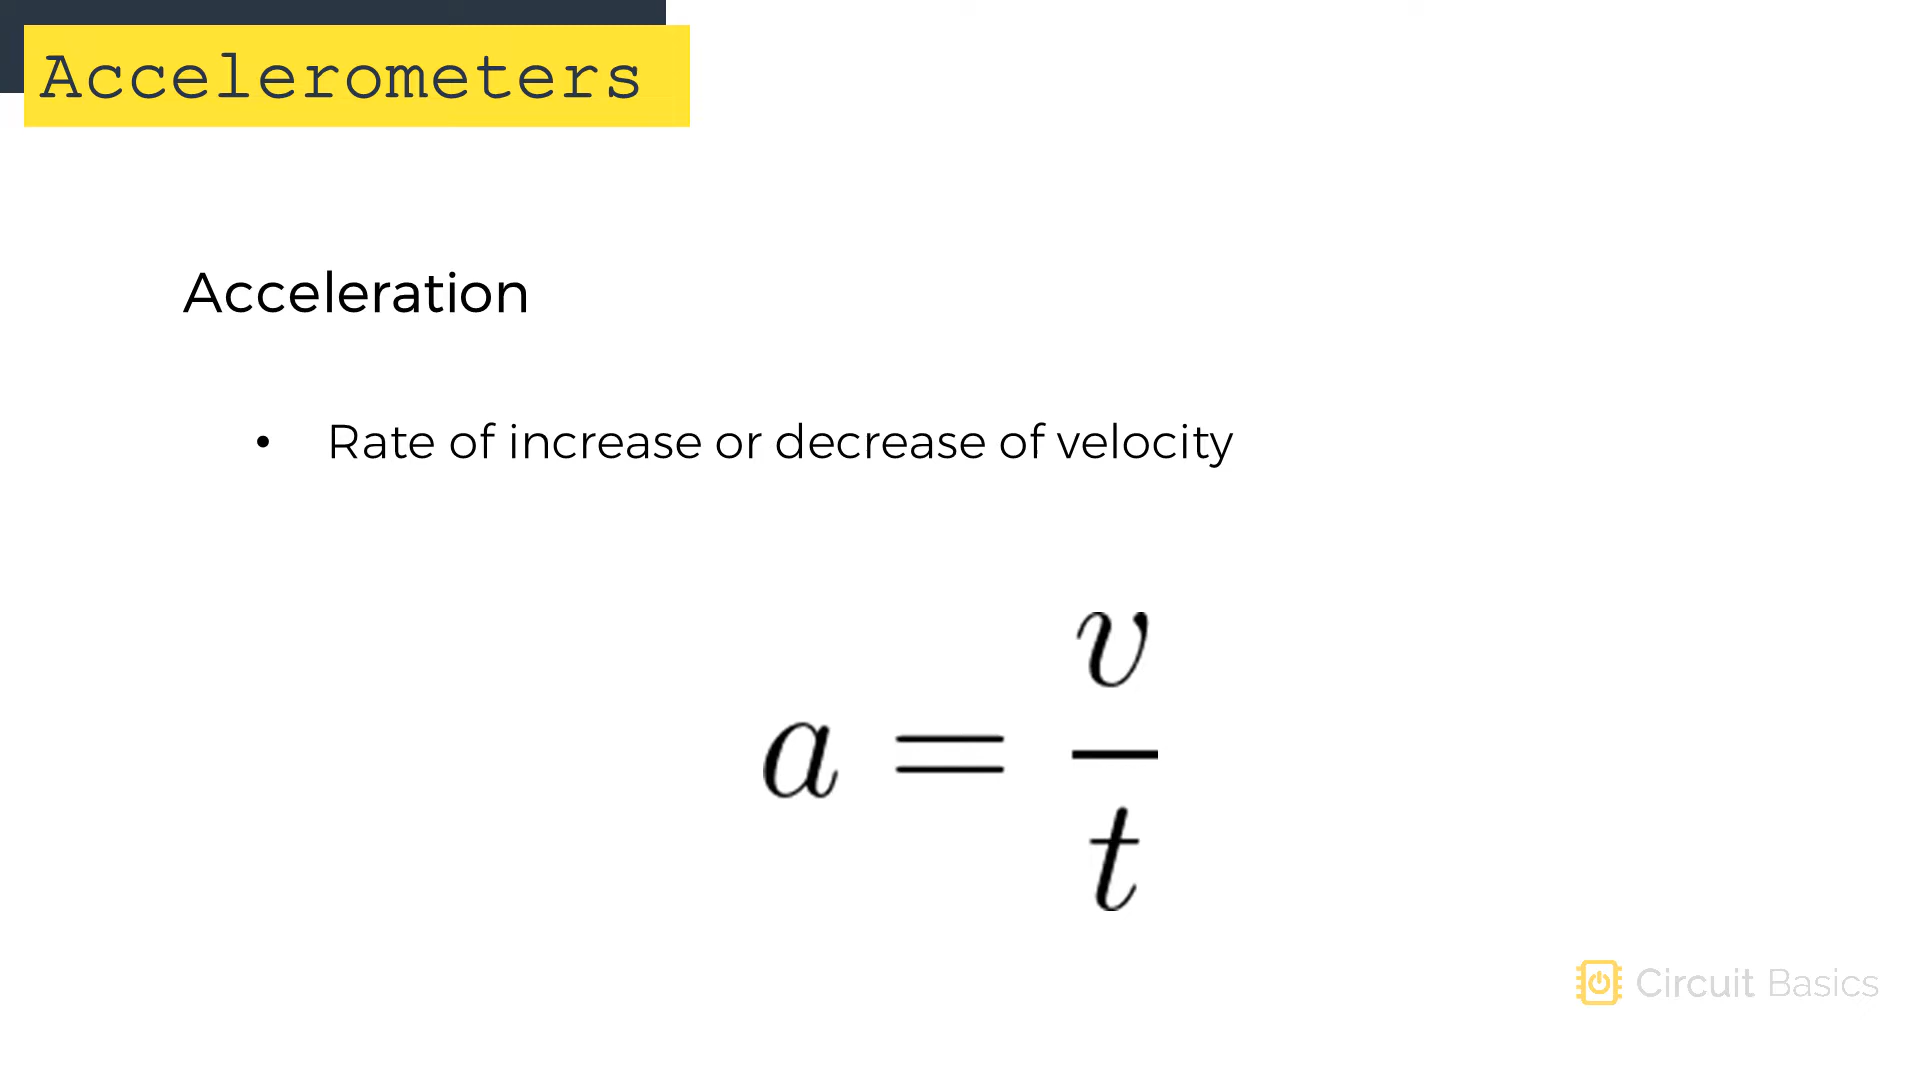 Accelerometers
Acceleration
• Rate of increase or decrease of velocity
a = v/t
Circuit Basics